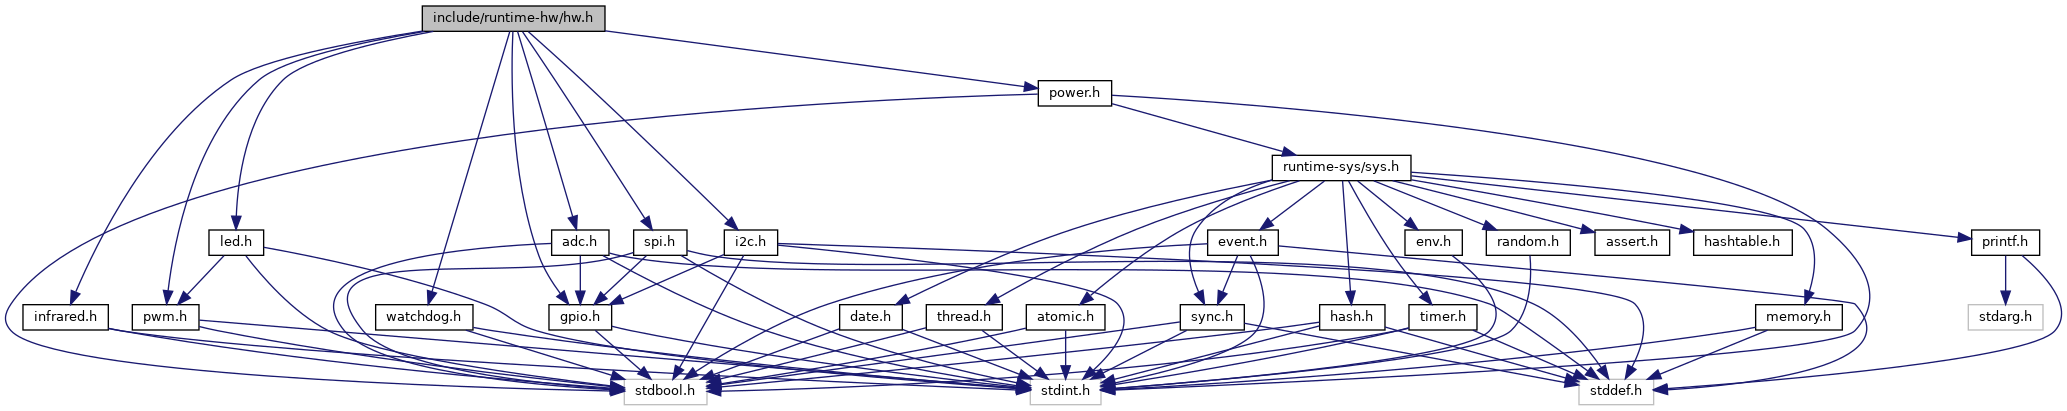 include/runtime-hw/hw.h
power.h
runtime-sys/sys.h
led.h
adc.h
spi.h
i2c.h
event.h
env.h
random.h
assert.h
hashtable.h
printf.h
infrared.h
pwm.h
watchdog.h
gpio.h
date.h
thread.h
atomic.h
sync.h
hash.h
timer.h
memory.h
stdarg.h
stdbool.h
stdint.h
stddef.h